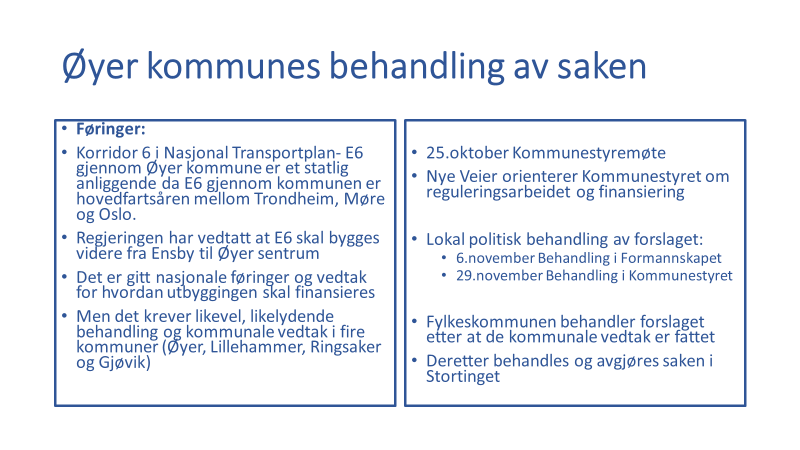 Øyer kommunes behandling av saken
• Føringer:
• Korridor 6 i Nasjonal Transportplan- E6
gjennom Øyer kommune er et statlig
anliggende da E6 gjennom kommunen er
hovedfartsåren mellom Trondheim, Møre
og Oslo.
• Regjeringen har vedtatt at E6 skal bygges
videre fra Ensby til Øyer sentrum
• Det er gitt nasjonale føringer og vedtak
for hvordan utbyggingen skal finansieres
• Men det krever likevel, likelydende
behandling og kommunale vedtak i fire
kommuner (Øyer, Lillehammer, Ringsaker
og Gjøvik)
• 25.oktober Kommunestyremøte
• Nye Veier orienterer Kommunestyret om
reguleringsarbeidet og finansiering
• Lokal politisk behandling av forslaget:
• 6.november Behandling i Formannskapet
• 29.november Behandling i Kommunestyret
• Fylkeskommunen behandler forslaget
etter at de kommunale vedtak er fattet
• Deretter behandles og avgjøres saken i
Stortinget